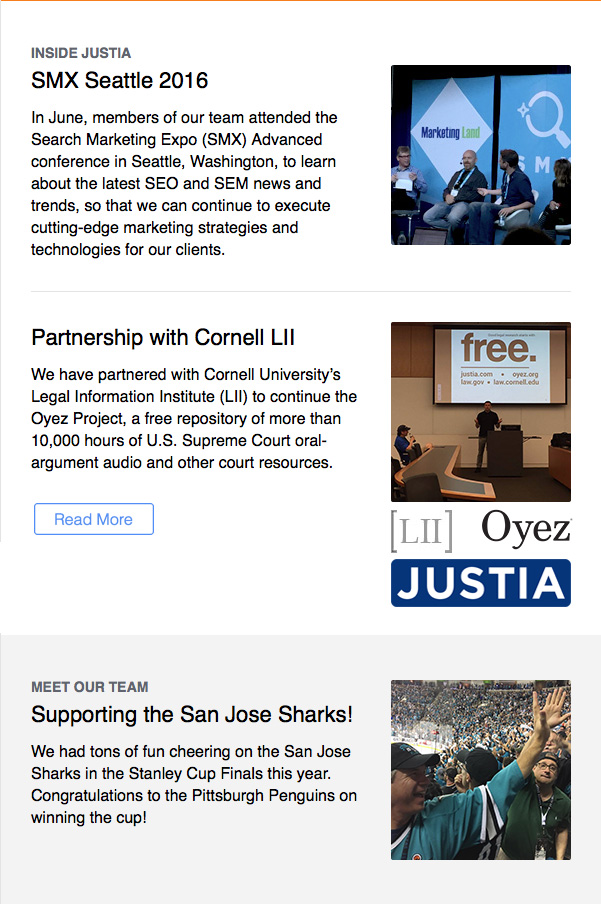 INSIDE JUSTIA
SMX Seattle 2016
In June, members of our team attended the
Search Marketing Expo (SMX) Advanced
conference in Seattle, Washington, to learn
about the latest SEO and SEM news and
trends, so that we can continue to execute
cutting-edge marketing strategies and
technologies for our clients.
Marketing Land
SM
Partnership with Cornell LII
We have partnered with Cornell University's
Legal Information Institute (LII) to continue the
Oyez Project, a free repository of more than
10,000 hours of U.S. Supreme Court oral-
argument audio and other court resources.
Read More
free.
justia.com • oyez.org
law.gov • law.cornell.edu
[LII] Oyez
JUSTIA
MEET OUR TEAM
Supporting the San Jose Sharks!
We had tons of fun cheering on the San Jose
Sharks in the Stanley Cup Finals this year.
Congratulations to the Pittsburgh Penguins on
winning the cup!